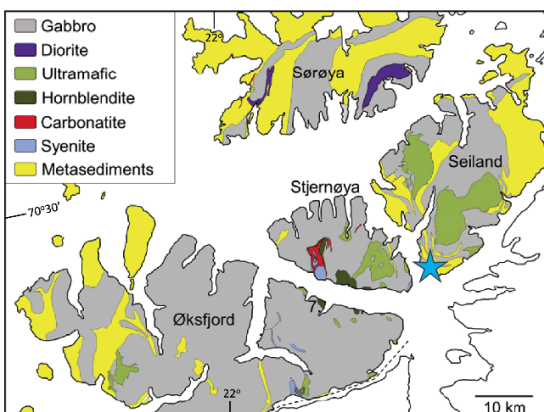 Gabbro
Diorite
Ultramafic
Hornblendite
Carbonatite
Syenite
Metasediments
22°
Sørøya
Seiland
Stjernøya
70°30'
Øksfjord
22°
10 km